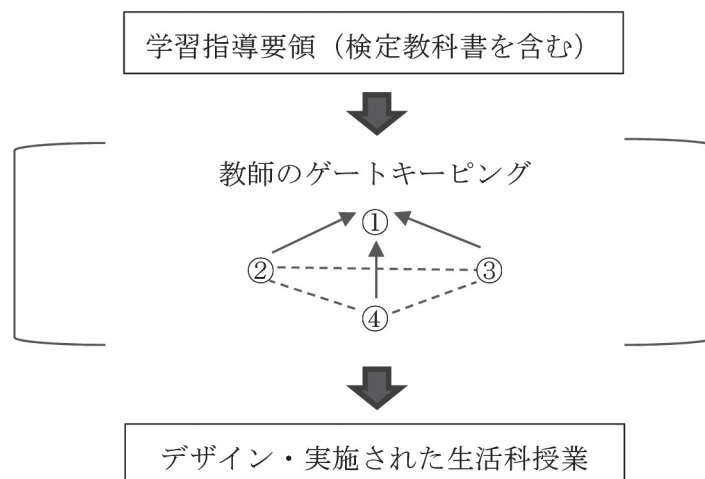 学習指導要領（検定教科書を含む）
教師のゲートキーピング
①
② ③
④
デザイン・実施された生活科授業